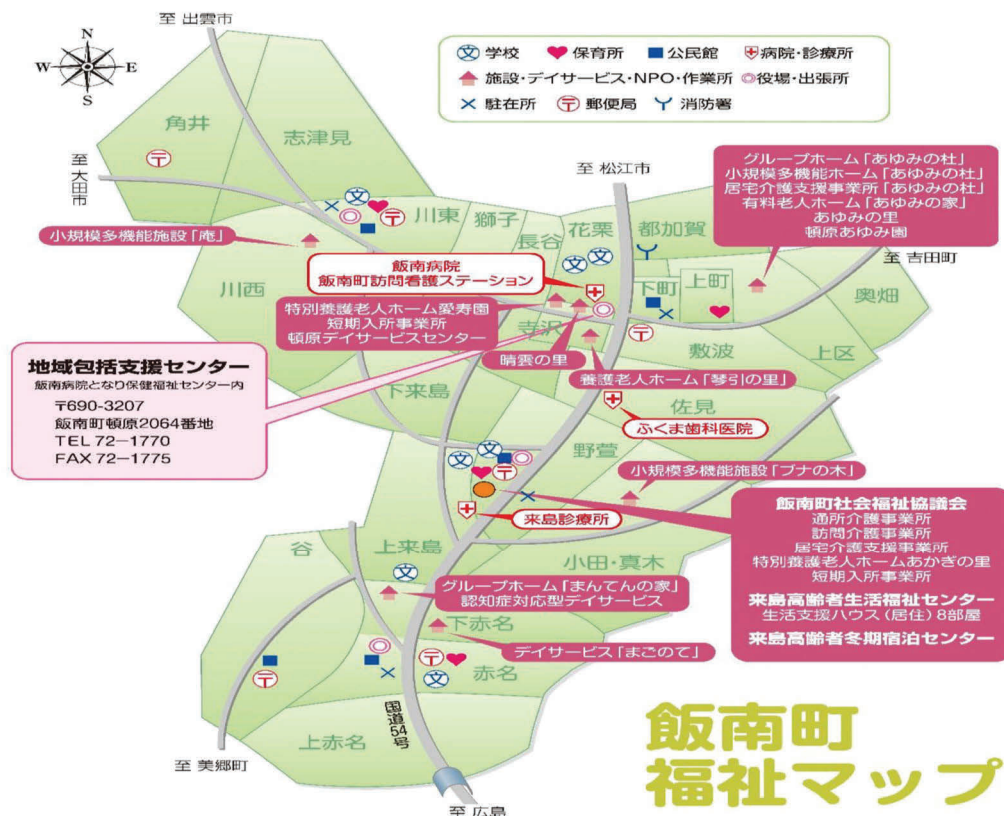 至 出雲市
N
W
E
S
学校
保育所
公民館
病院・診療所
施設・デイサービス・NPO・作業所
役場・出張所
駐在所
郵便局
消防署
角井
志津見
至 大田市
至 松江市
グループホーム「あゆみの杜」
小規模多機能ホーム「あゆみの杜」
居宅介護支援事業所「あゆみの杜」
有料老人ホーム「あゆみの家」
あゆみの里
頓原あゆみ園
川東
獅子
長谷
花栗
都加賀
至 吉田町
小規模多機能施設「庵」
飯南病院
飯南町訪問看護ステーション
川西
下町
上町
奥畑
特別養護老人ホーム愛寿園
短期入所事業所
頓原デイサービスセンター
寺沢
晴雲の里
敷波
上区
養護老人ホーム「琴引の里」
地域包括支援センター
飯南病院となり保健福祉センター内
〒690-3207
飯南町頓原2064番地
TEL 72－1770
FAX 72－1775
下来島
佐見
ふくま歯科医院
野萱
小規模多機能施設「ブナの木」
来島診療所
飯南町社会福祉協議会
通所介護事業所
訪問介護事業所
居宅介護支援事業所
特別養護老人ホームあかぎの里
短期入所事業所
来島高齢者生活福祉センター
生活支援ハウス（居住）8部屋
来島高齢者冬期宿泊センター
谷
上来島
小田・真木
グループホーム「まんてんの家」
認知症対応型デイサービス
下赤名
デイサービス「まごのて」
赤名
国道54号
上赤名
至 美郷町
至 広島
飯南町
福祉マップ